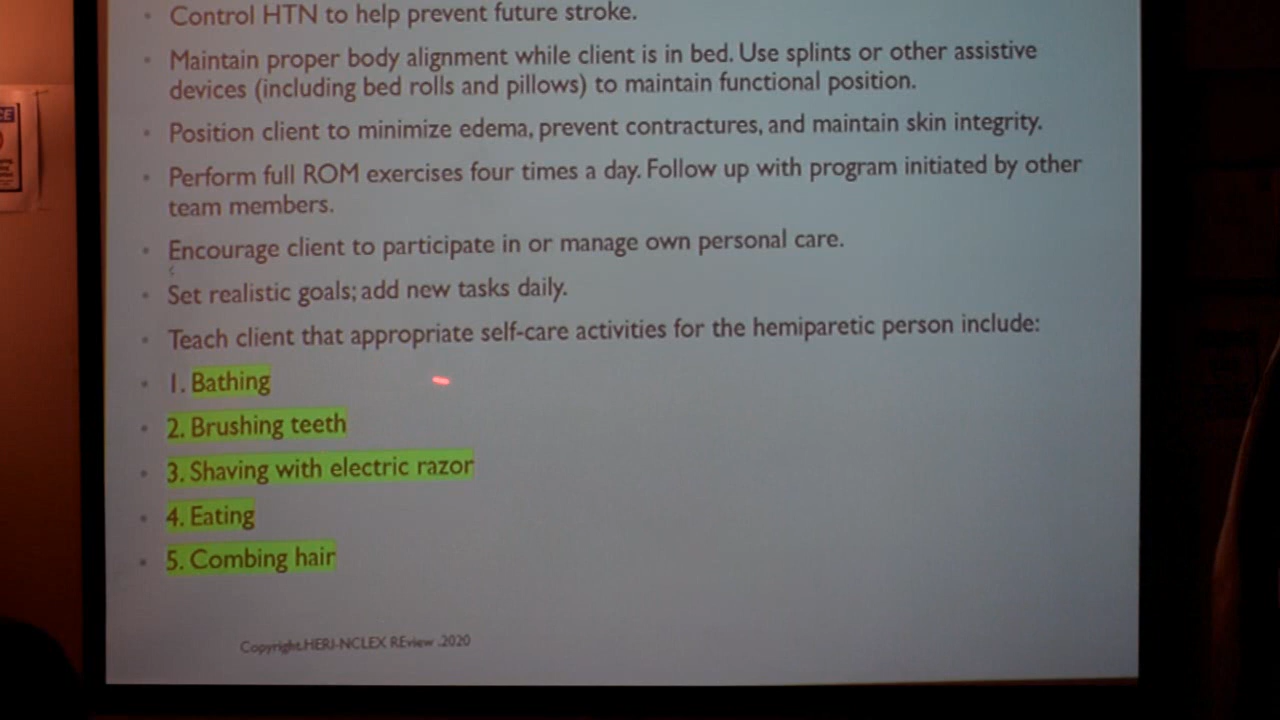 • Control HTN to help prevent future stroke.
• Maintain proper body alignment while client is in bed. Use splints or other assistive
devices (including bed rolls and pillows) to maintain functional position.
• Position client to minimize edema, prevent contractures, and maintain skin integrity.
• Perform full ROM exercises four times a day. Follow up with program initiated by other
team members.
• Encourage client to participate in or manage own personal care.
• Set realistic goals; add new tasks daily.
• Teach client that appropriate self-care activities for the hemiparetic person include:
• 1. Bathing
• 2. Brushing teeth
• 3. Shaving with electric razor
• 4. Eating
• 5. Combing hair
Copyright.HERJ-NCLEX REview .2020